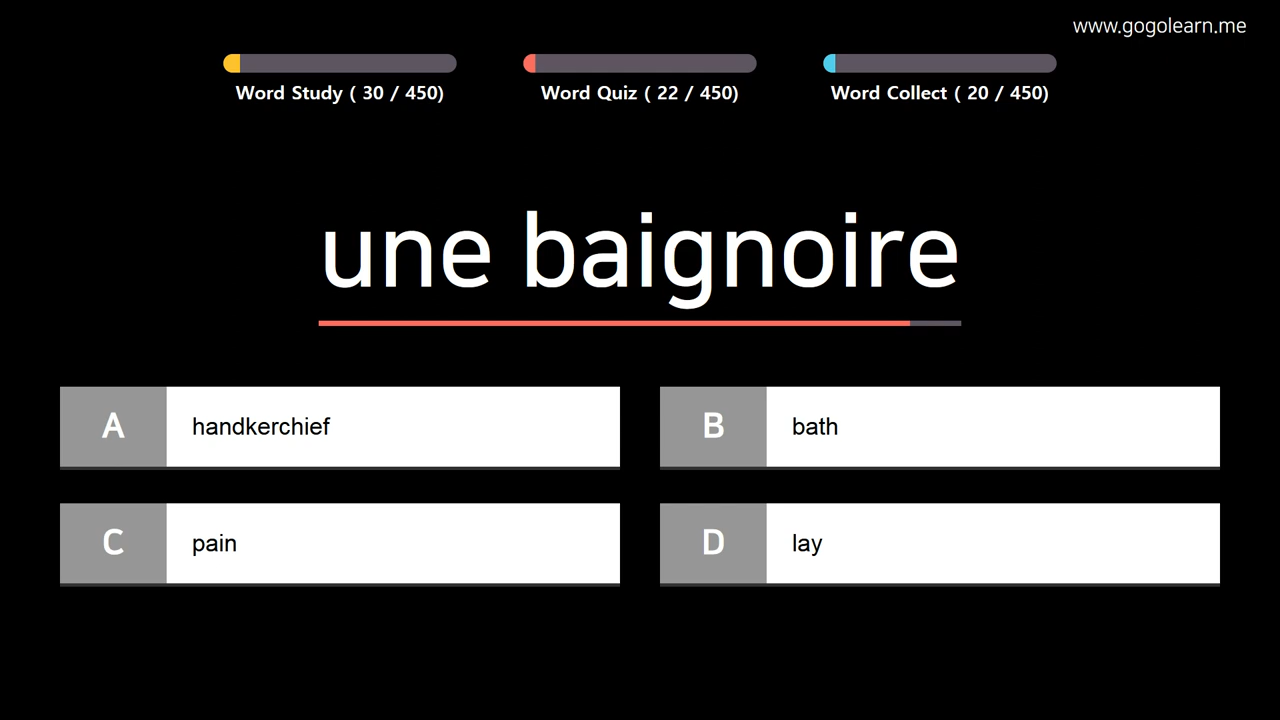 www.gogolearn.me
Word Study ( 30 / 450)
Word Quiz ( 22 / 450)
Word Collect ( 20 / 450)
une baignoire
A
handkerchief
B
bath
C
pain
D
lay